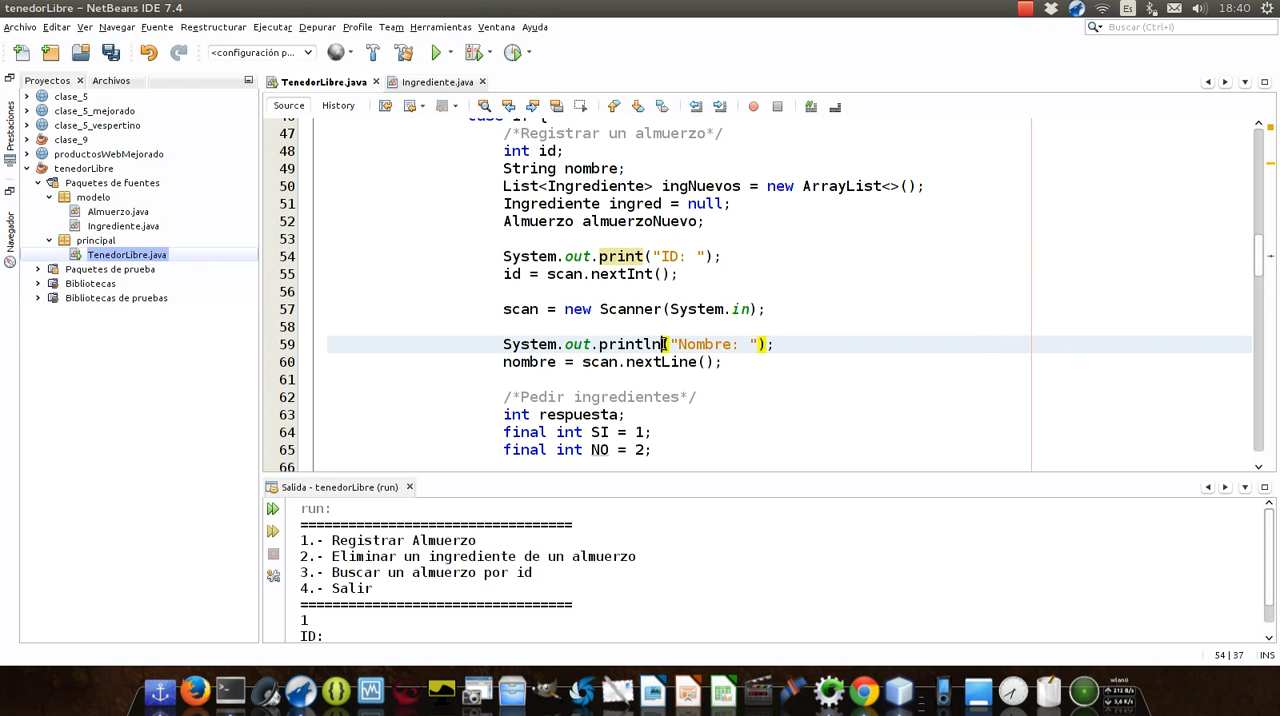 tenedorLibre - NetBeans IDE 7.4
Es
18:40
Archivo Editar Ver Navegar Fuente Reestructurar Ejecutar Depurar Profile Team Herramientas Ventana Ayuda
Buscar (Ctrl+I)
<configuración p...
Proyectos
Archivos
TenedorLibre.java
Ingrediente.java
Source
History
Prestaciones
Navegador
clase_5
clase_5_mejorado
clase_5_vespertino
clase_9
productosWebMejorado
tenedorLibre
Paquetes de fuentes
modelo
Almuerzo.java
Ingrediente.java
principal
TenedorLibre.java
Paquetes de prueba
Bibliotecas
Bibliotecas de pruebas
47 /*Registrar un almuerzo*/
48 int id;
49 String nombre;
50 List<Ingrediente> ingNuevos = new ArrayList<>();
51 Ingrediente ingred = null;
52 Almuerzo almuerzoNuevo;
53
54 System.out.print("ID: ");
55 id = scan.nextInt();
56
57 scan = new Scanner(System.in);
58
59 System.out.println("Nombre: ");
60 nombre = scan.nextLine();
61
62 /*Pedir ingredientes*/
63 int respuesta;
64 final int SI = 1;
65 final int NO = 2;
66
Salida - tenedorLibre (run)
run:
==================================
1.- Registrar Almuerzo
2.- Eliminar un ingrediente de un almuerzo
3.- Buscar un almuerzo por id
4.- Salir
==================================
1
ID:
54 | 37 INS
wlan0
212 B/s
5,6 K/s